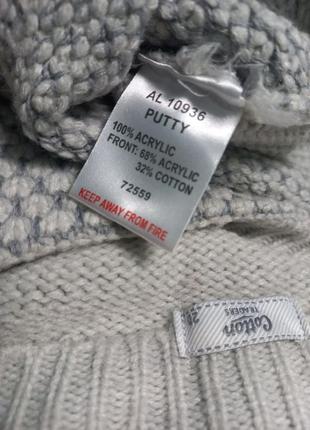 AL 10936
PUTTY
100% ACRYLIC
FRONT: 68% ACRYLIC
32% COTTON
72559
KEEP AWAY FROM FIRE
Cotton
TRADERS